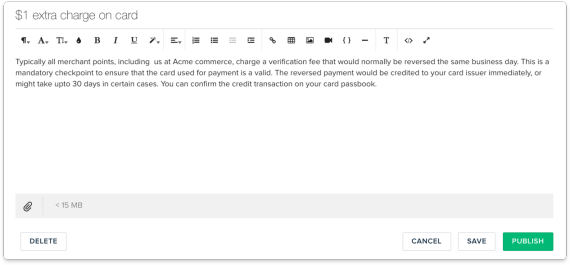 $1 extra charge on card
¶ A TI B I U { } T </>
Typically all merchant points, including us at Acme commerce, charge a verification fee that would normally be reversed the same business day. This is a
mandatory checkpoint to ensure that the card used for payment is a valid. The reversed payment would be credited to your card issuer immediately, or
might take upto 30 days in certain cases. You can confirm the credit transaction on your card passbook.
< 15 MB
DELETE CANCEL SAVE PUBLISH